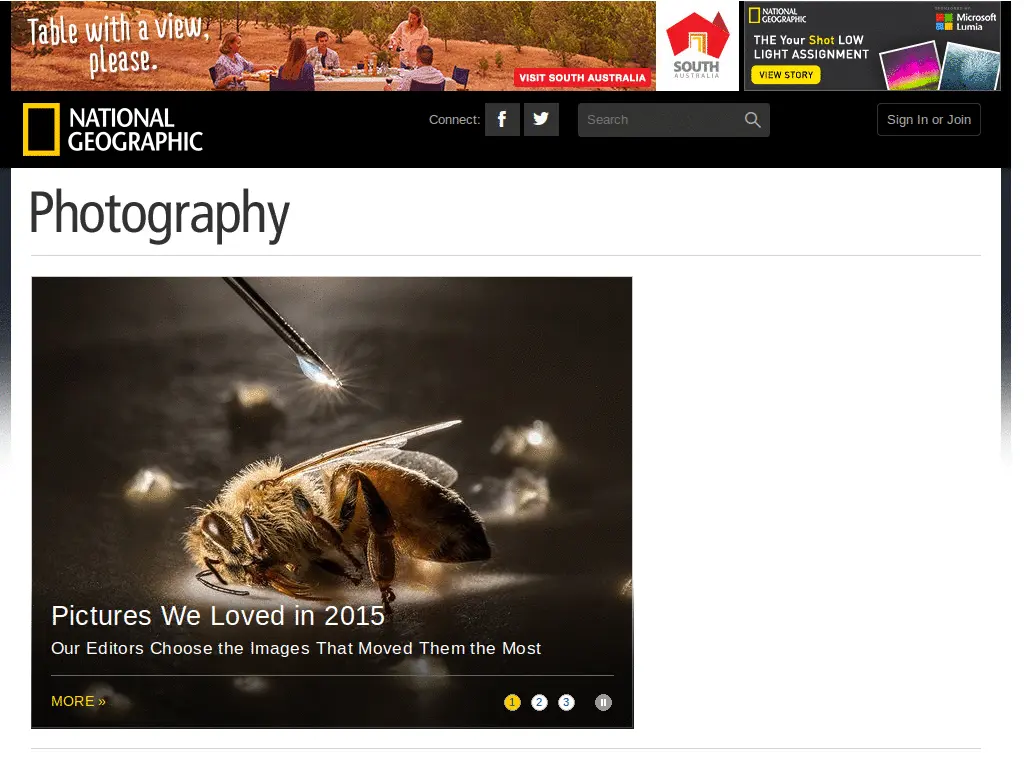 Table with a view,
please.
VISIT SOUTH AUSTRALIA
SOUTH
AUSTRALIA
NATIONAL
GEOGRAPHIC
SPONSORED BY:
Microsoft
Lumia
THE Your Shot LOW
LIGHT ASSIGNMENT
VIEW STORY
NATIONAL
GEOGRAPHIC
Connect:
Search
Sign In or Join
Photography
Pictures We Loved in 2015
Our Editors Choose the Images That Moved Them the Most
MORE »
1 2 3